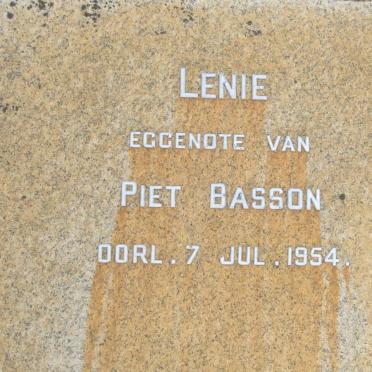 LENIE
EGGENOTE VAN
PIET BASSON
OORL. 7 JUL. 1954.